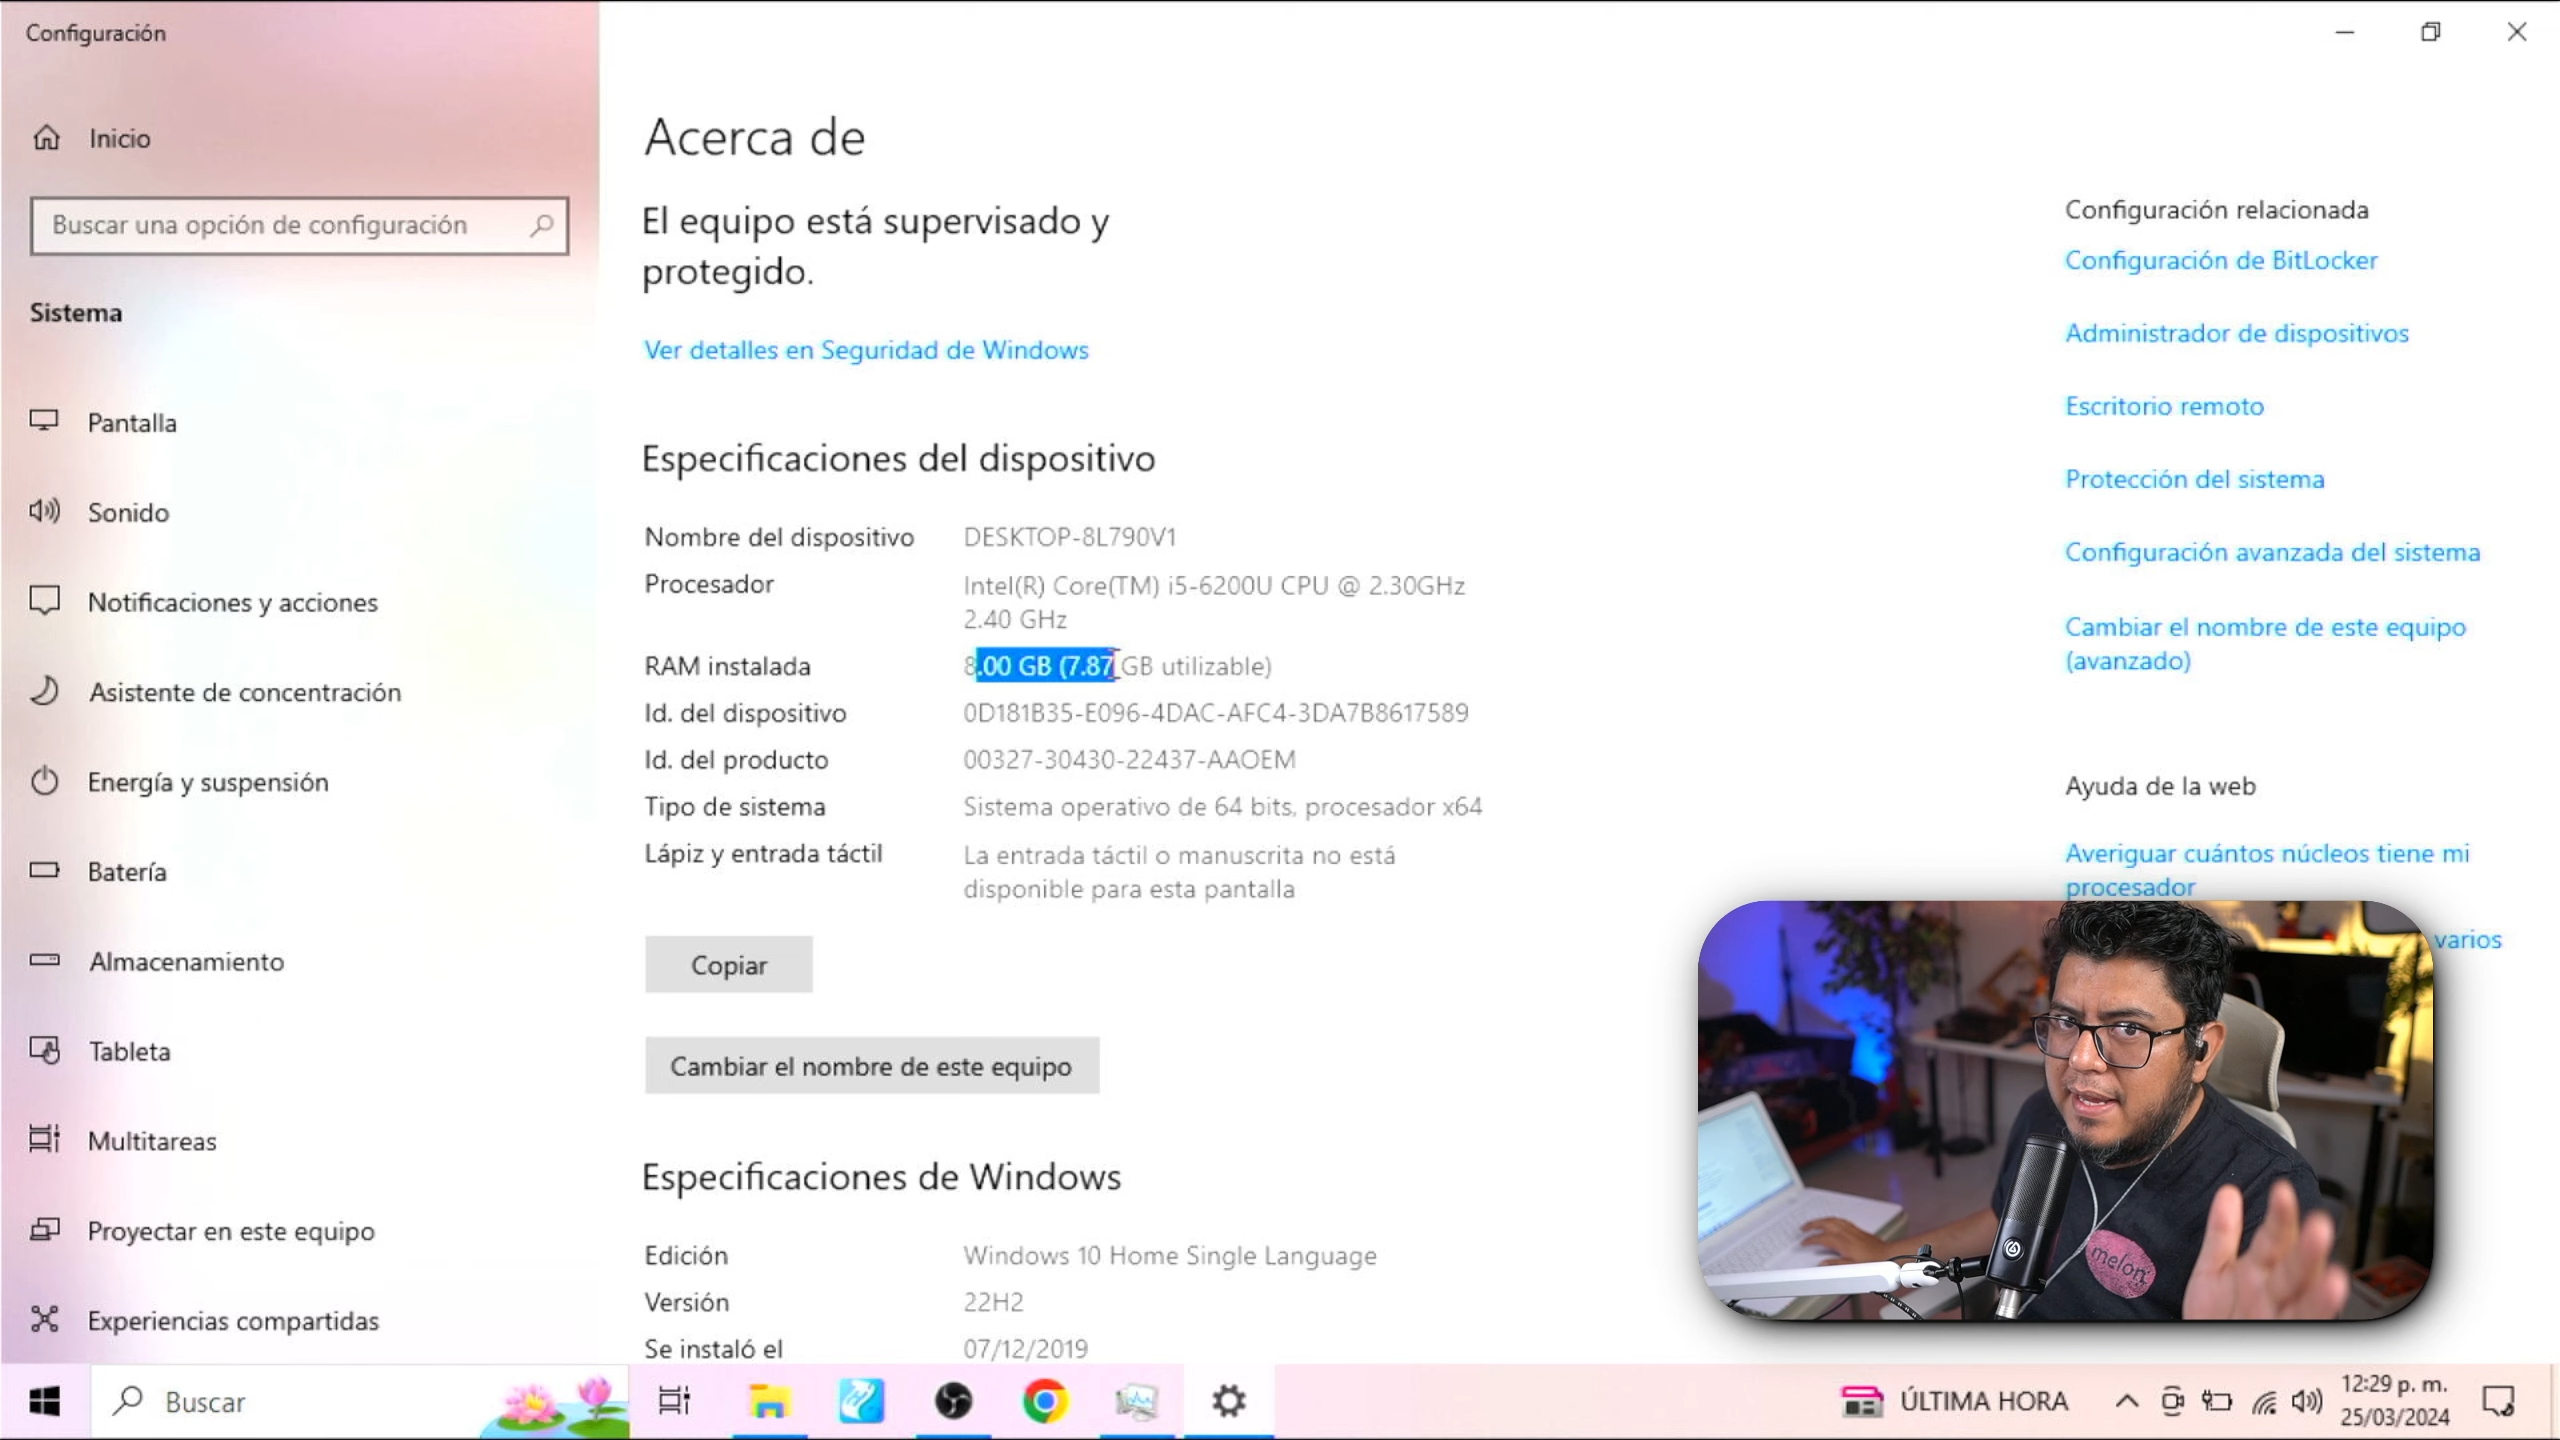 Configuración
Inicio
Buscar una opción de configuración
Sistema
Pantalla
Sonido
Notificaciones y acciones
Asistente de concentración
Energía y suspensión
Batería
Almacenamiento
Tableta
Multitareas
Proyectar en este equipo
Experiencias compartidas
Acerca de
El equipo está supervisado y
protegido.
Ver detalles en Seguridad de Windows
Especificaciones del dispositivo
Nombre del dispositivo DESKTOP-8L790V1
Procesador Intel(R) Core(TM) i5-6200U CPU @ 2.30GHz
2.40 GHz
RAM instalada 8.00 GB (7.87 GB utilizable)
Id. del dispositivo 0D181B35-E096-4DAC-AFC4-3DA7B8617589
Id. del producto 00327-30430-22437-AAOEM
Tipo de sistema Sistema operativo de 64 bits, procesador x64
Lápiz y entrada táctil La entrada táctil o manuscrita no está
disponible para esta pantalla
Copiar
Cambiar el nombre de este equipo
Especificaciones de Windows
Edición Windows 10 Home Single Language
Versión 22H2
Se instaló el 07/12/2019
Configuración relacionada
Configuración de BitLocker
Administrador de dispositivos
Escritorio remoto
Protección del sistema
Configuración avanzada del sistema
Cambiar el nombre de este equipo
(avanzado)
Ayuda de la web
Averiguar cuántos núcleos tiene mi
procesador
varios
melon
Buscar
ÚLTIMA HORA
12:29 p. m.
25/03/2024